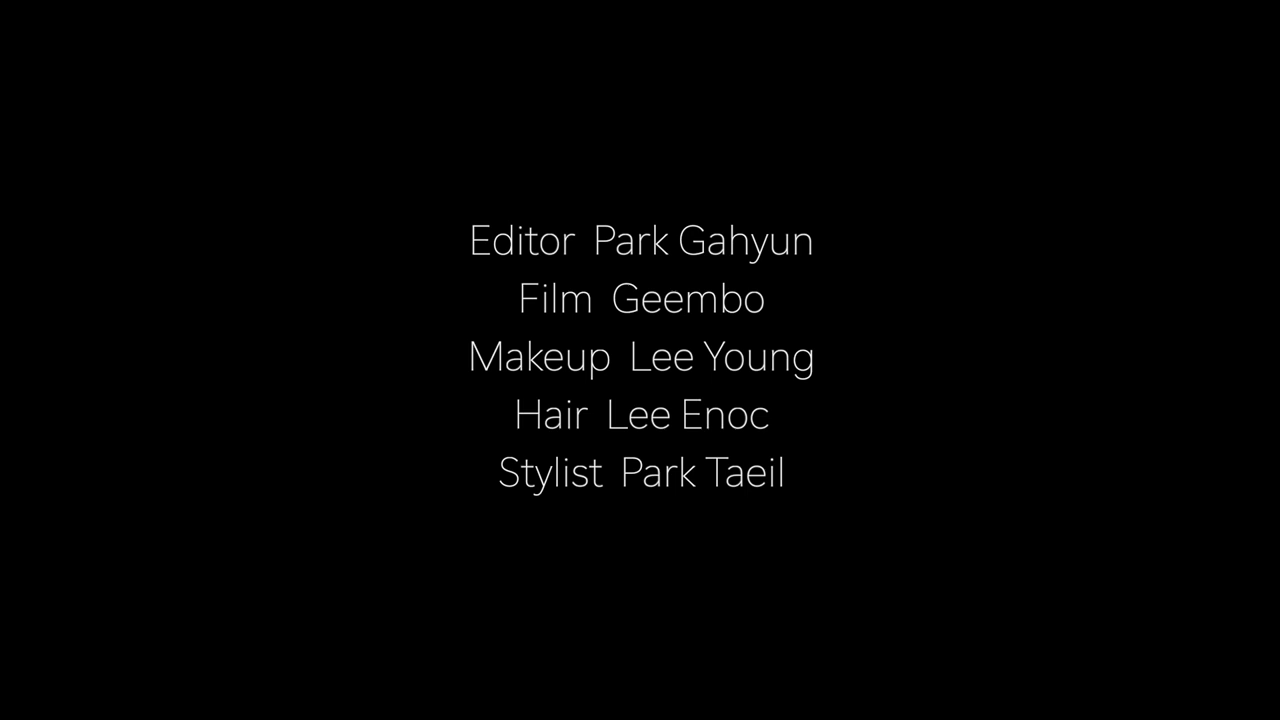 Editor Park Gahyun
Film Geembo
Makeup Lee Young
Hair Lee Enoc
Stylist Park Taeil